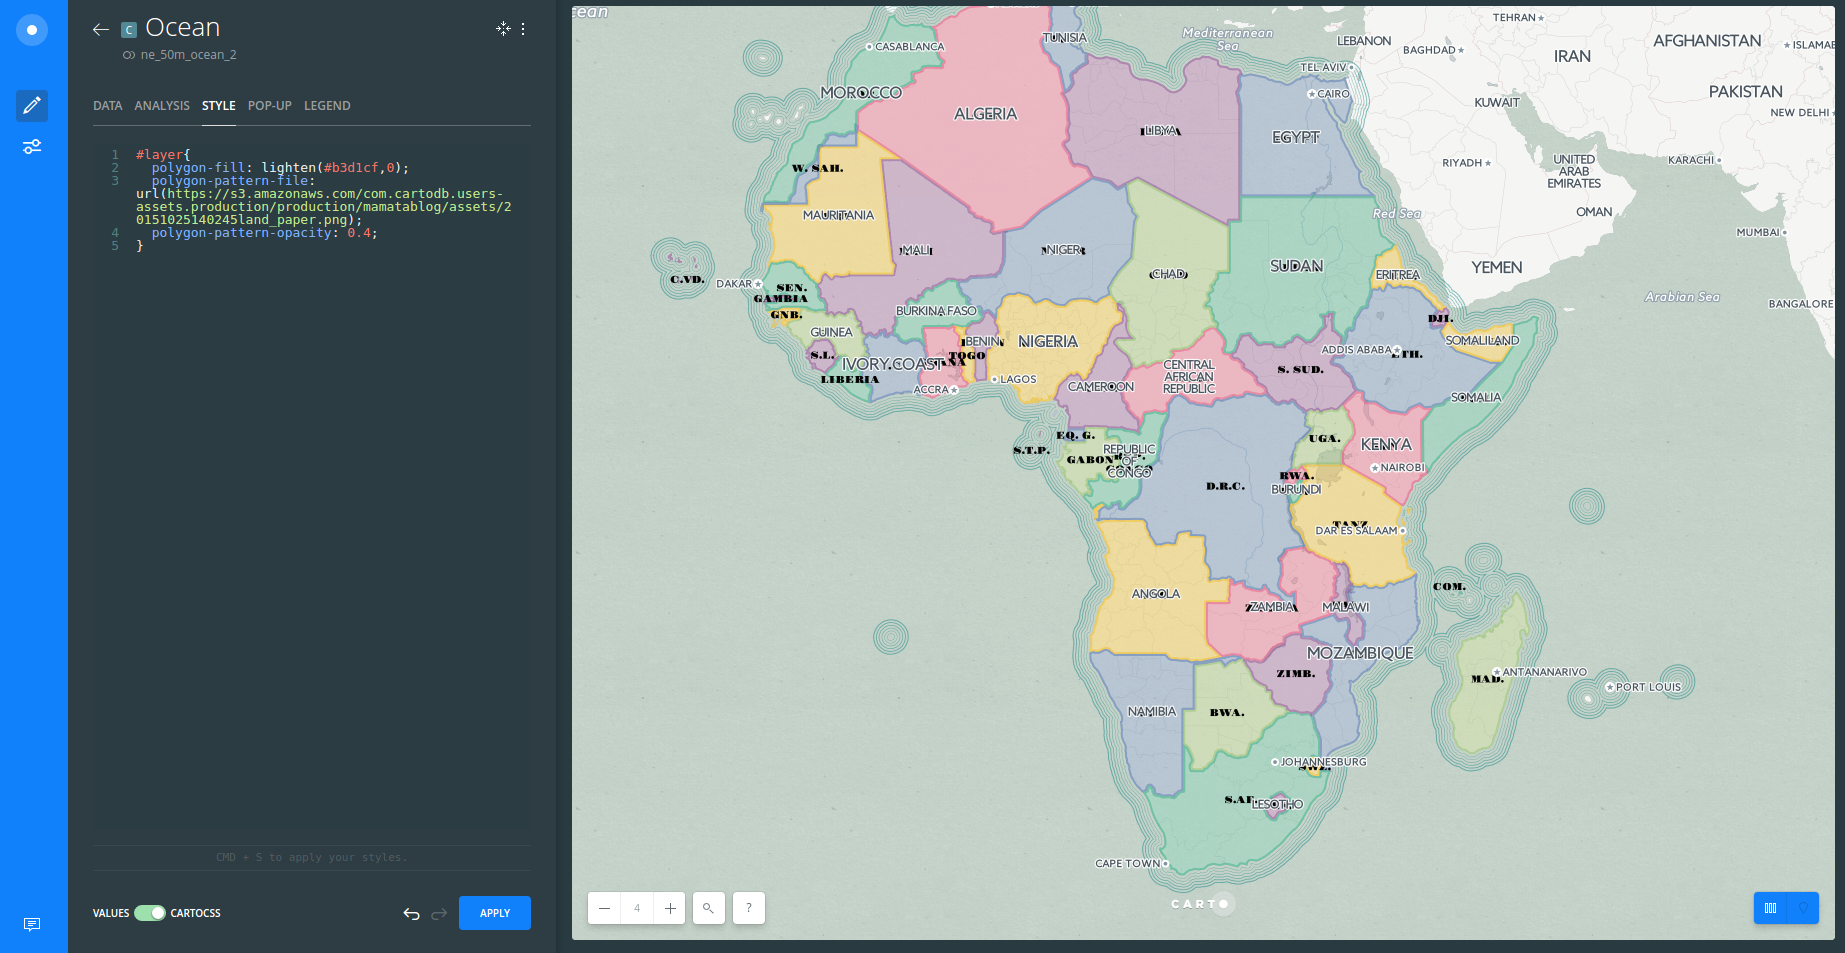 Ocean
C
ne_50m_ocean_2
DATA ANALYSIS STYLE POP-UP LEGEND
1 #layer{
2 polygon-fill: lighten(#b3d1cf,0);
3 polygon-pattern-file:
url(https://s3.amazonaws.com/com.cartodb.users-
assets.production/production/mamatablog/assets/2
0151025140245land_paper.png);
4 polygon-pattern-opacity: 0.4;
5 }
CMD + S to apply your styles.
VALUES CARTOCSS
APPLY
TUNISIA
Mediterranean
Sea
TEHRAN
LEBANON
BAGHDAD
IRAN
AFGHANISTAN
CASABLANCA
TEL AVIV
MOROCCO
CAIRO
KUWAIT
PAKISTAN
ALGERIA
LIBYA
EGYPT
NEW DELHI
W. SAH.
RIYADH
UNITED
ARAB
EMIRATES
KARACHI
MAURITANIA
Red Sea
OMAN
MUMBAI
MALI
NIGER
CHAD
SUDAN
ERITREA
YEMEN
C.VD.
DAKAR
SEN.
GAMBIA
Arabian Sea
BANGALORE
GNB.
BURKINA FASO
DJI.
GUINEA
BENIN
NIGERIA
SOMALILAND
S.L.
IVORY COAST
TOGO
ADDIS ABABA
ETH.
LIBERIA
ACCRA
LAGOS
CAMEROON
CENTRAL
AFRICAN
REPUBLIC
S. SUD.
SOMALIA
EQ. G.
S.T.P.
GABON
REPUBLIC
OF
CONGO
UGA.
KENYA
NAIROBI
D.R.C.
RWA.
BURUNDI
TANZ.
DAR ES SALAAM
ANGOLA
ZAMBIA
MALAWI
COM.
MOZAMBIQUE
ZIMB.
MAD.
ANTANANARIVO
PORT LOUIS
NAMIBIA
BWA.
JOHANNESBURG
SWZ.
S.AF.
LESOTHO
CAPE TOWN
4
?
CARTO